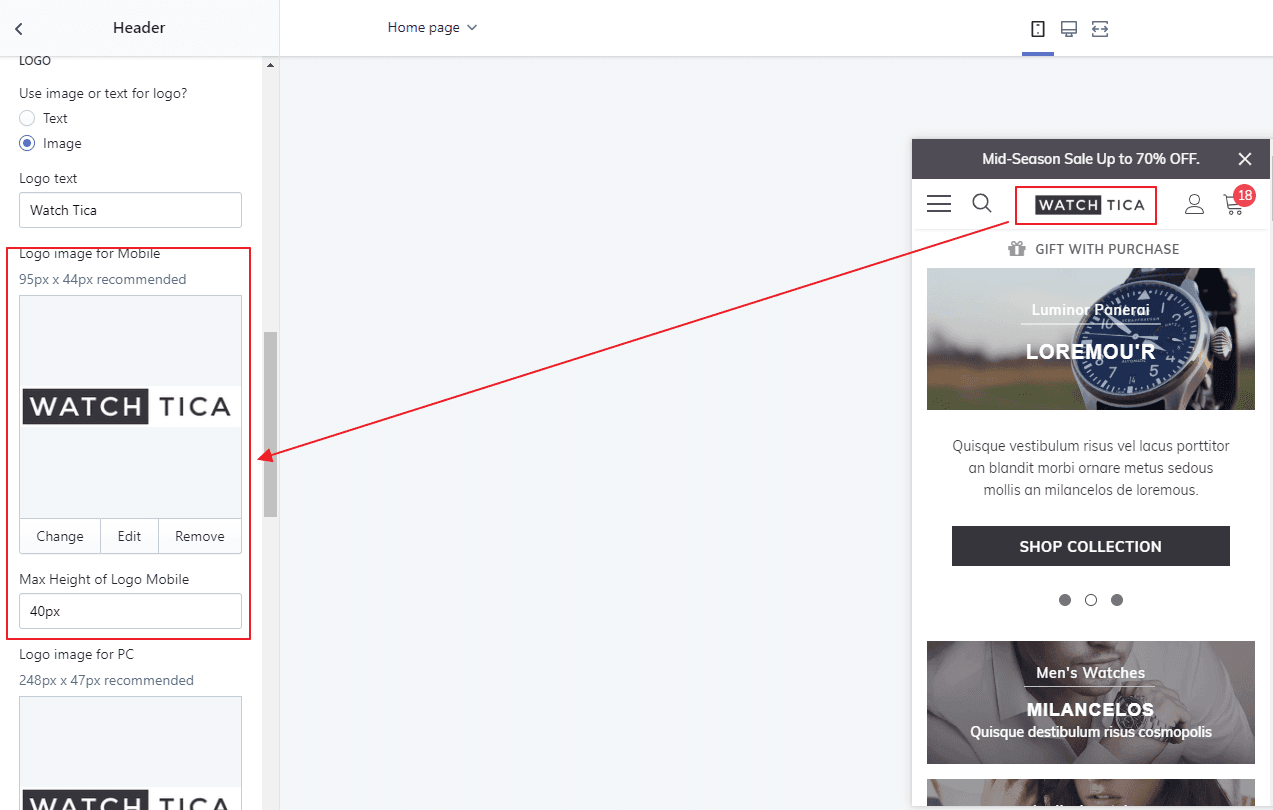 Header
Home page
LOGO
Use image or text for logo?
Text
Image
Logo text
Watch Tica
Logo image for Mobile
95px x 44px recommended
WATCH TICA
Change
Edit
Remove
Max Height of Logo Mobile
40px
Logo image for PC
248px x 47px recommended
WATCH TICA
Mid-Season Sale Up to 70% OFF.
WATCH TICA
18
GIFT WITH PURCHASE
Luminor Panerai
LOREMOU'R
Quisque vestibulum risus vel lacus porttitor
an blandit morbi ornare metus sedous
mollis an milancelos de loremous.
SHOP COLLECTION
Men's Watches
MILANCELOS
Quisque destibulum risus cosmopolis